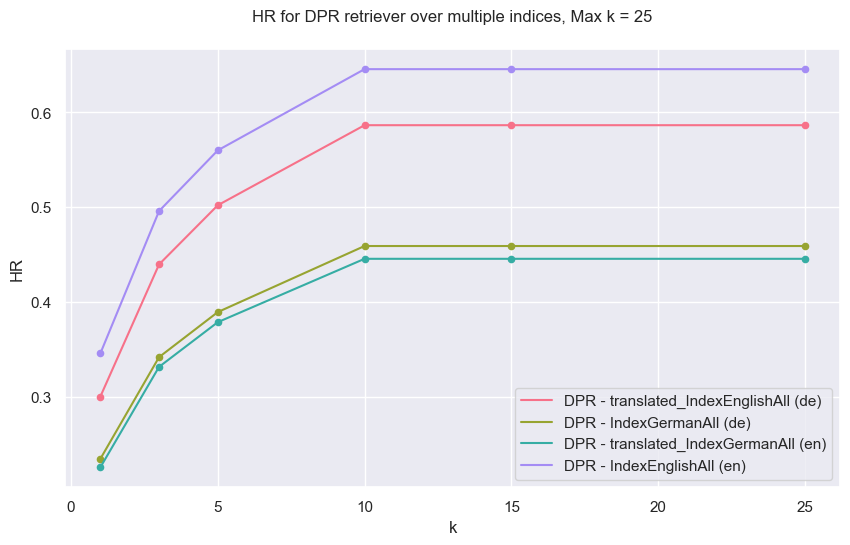 HR for DPR retriever over multiple indices, Max k = 25
HR
0.6
0.5
0.4
0.3
0
5
10
15
20
25
k
DPR - translated_IndexEnglishAll (de)
DPR - IndexGermanAll (de)
DPR - translated_IndexGermanAll (en)
DPR - IndexEnglishAll (en)